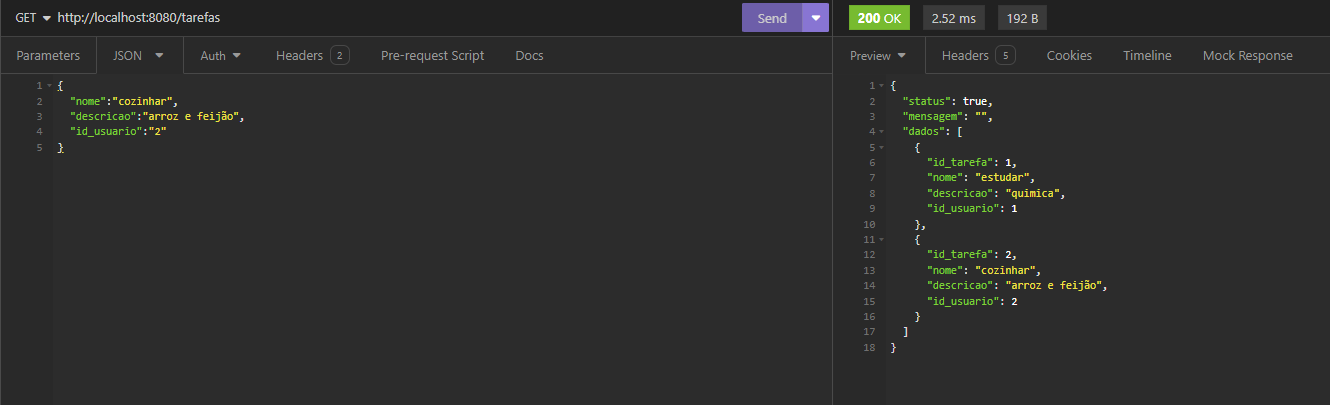 GET http://localhost:8080/tarefas Send 200 OK 2.52 ms 192 B
Parameters JSON Auth Headers 2 Pre-request Script Docs
Preview Headers 5 Cookies Timeline Mock Response
1 {
2 "nome":"cozinhar",
3 "descricao":"arroz e feijão",
4 "id_usuario":"2"
5 }
1 {
2 "status": true,
3 "mensagem": "",
4 "dados": [
5 {
6 "id_tarefa": 1,
7 "nome": "estudar",
8 "descricao": "quimica",
9 "id_usuario": 1
10 },
11 {
12 "id_tarefa": 2,
13 "nome": "cozinhar",
14 "descricao": "arroz e feijão",
15 "id_usuario": 2
16 }
17 ]
18 }